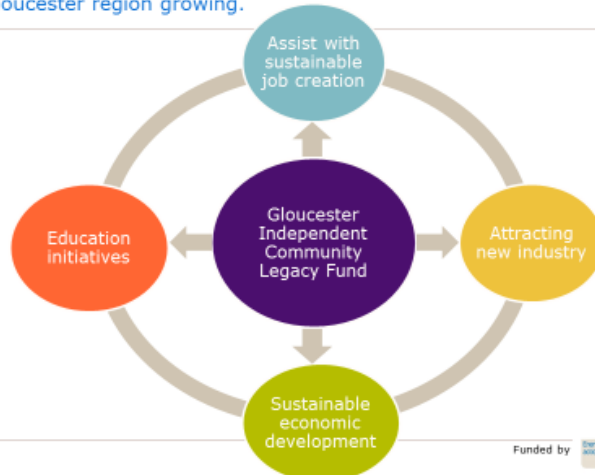 loucester region growing.
Assist with
sustainable
job creation
Gloucester
Independent
Community
Legacy Fund
Education
initiatives
Attracting
new industry
Sustainable
economic
development
Funded by